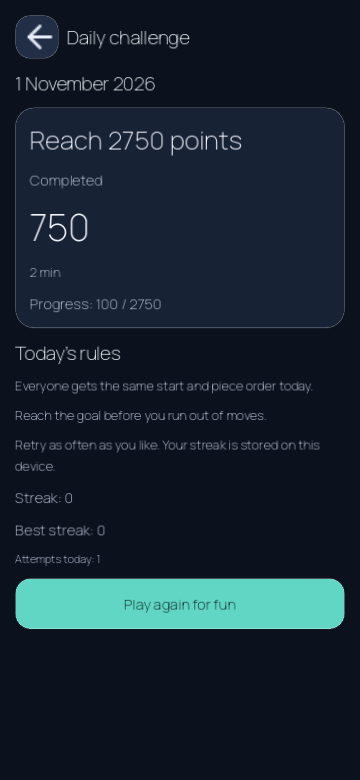 Daily challenge
1 November 2026
Reach 2750 points
Completed
750
2 min
Progress: 100 / 2750
Today's rules
Everyone gets the same start and piece order today.
Reach the goal before you run out of moves.
Retry as often as you like. Your streak is stored on this
device.
Streak: 0
Best streak: 0
Attempts today: 1
Play again for fun